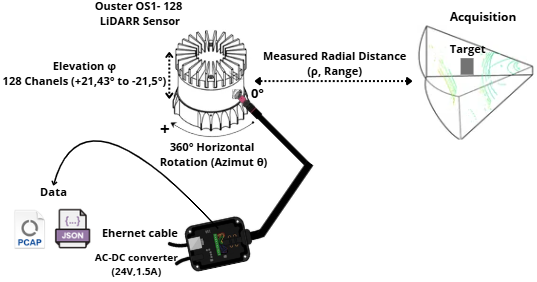 Ouster OS1- 128
LiDARR Sensor
Acquisition
Target
Measured Radial Distance
(ρ, Range)
Elevation φ
128 Chanels (+21,43° to -21,5°)
0°
+
360° Horizontal
Rotation (Azimut θ)
Data
PCAP
{...}
JSON
Ehernet cable
AC-DC converter
(24V,1.5A)